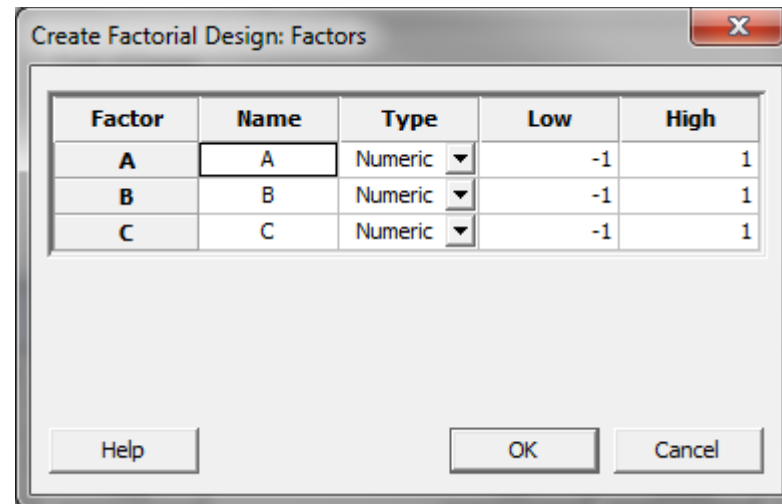 Create Factorial Design: Factors
Factor Name Type Low High
A A Numeric -1 1
B B Numeric -1 1
C C Numeric -1 1
Help OK Cancel